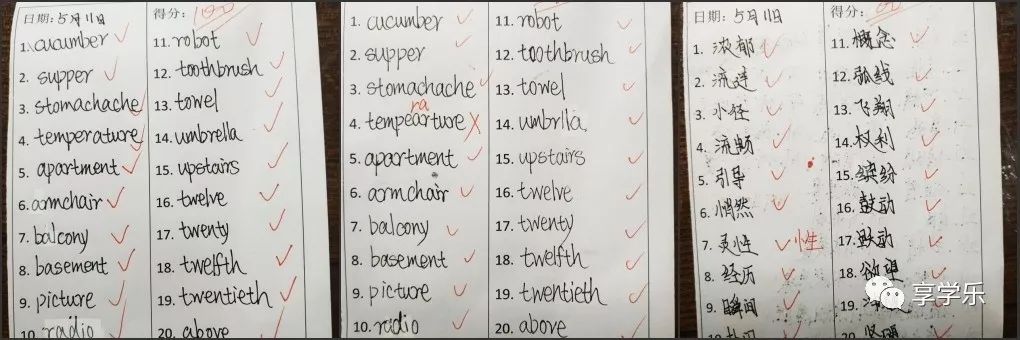 日期: 5月11日
1. cucumber
2. supper
3. stomachache
4. temperature
5. apartment
6. armchair
7. balcony
8. basement
9. picture
10. radio
得分: 100
11. robot
12. toothbrush
13. towel
14. umbrella
15. upstairs
16. twelve
17. twenty
18. twelfth
19. twentieth
20. above
1. cucumber
2. supper
3. stomachache
ra
4. tempearture
5. apartment
6. armchair
7. balcony
8. basement
9. picture
10. radio
11. robot
12. toothbrush
13. towel
14. umbrlla
15. upstairs
16. twelve
17. twenty
18. twelfth
19. twentieth
20. above
日期: 5月11日
1. 浓郁
2. 流连
3. 小径
4. 流畅
5. 引导
6. 悄然
7. 灵性 性
8. 经历
9. 瞬间
10.
得分:
11. 概念
12. 弧线
13. 飞翔
14. 权利
15. 缤纷
16. 鼓动
17. 跃动
18. 欲望
19.
20.
享学乐